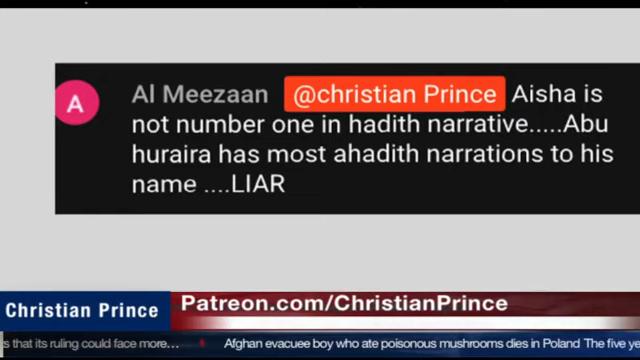 A
Al Meezaan @christian Prince Aisha is
not number one in hadith narrative.....Abu
huraira has most ahadith narrations to his
name ....LIAR
Christian Prince
Patreon.com/ChristianPrince
s that its ruling could face more... Afghan evacuee boy who ate poisonous mushrooms dies in Poland The five ye